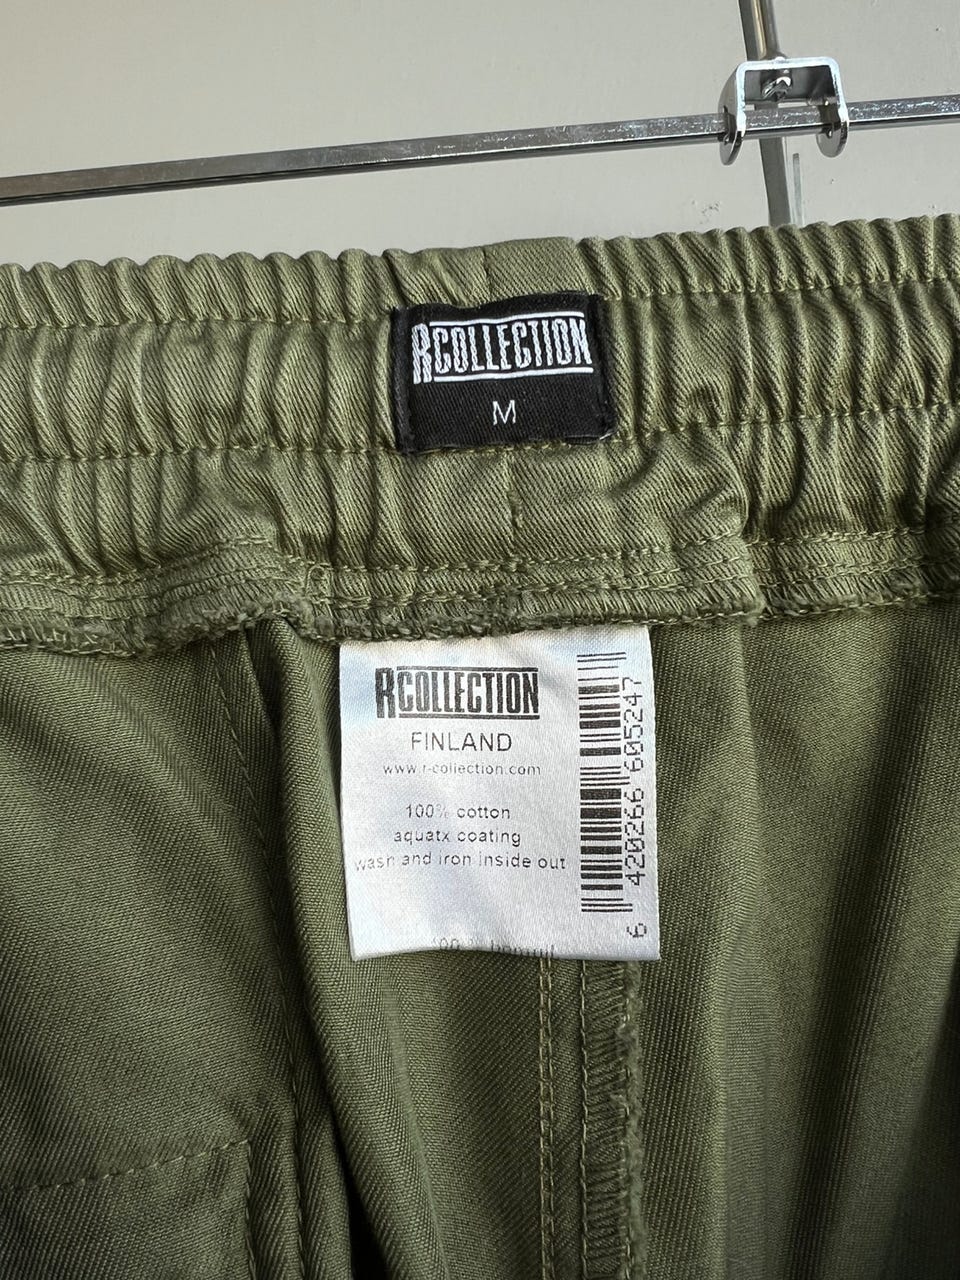 RCOLLECTION
M
RCOLLECTION
FINLAND
www.r-collection.com
100% cotton
aquatx coating
wash and iron inside out
6 420266 605247